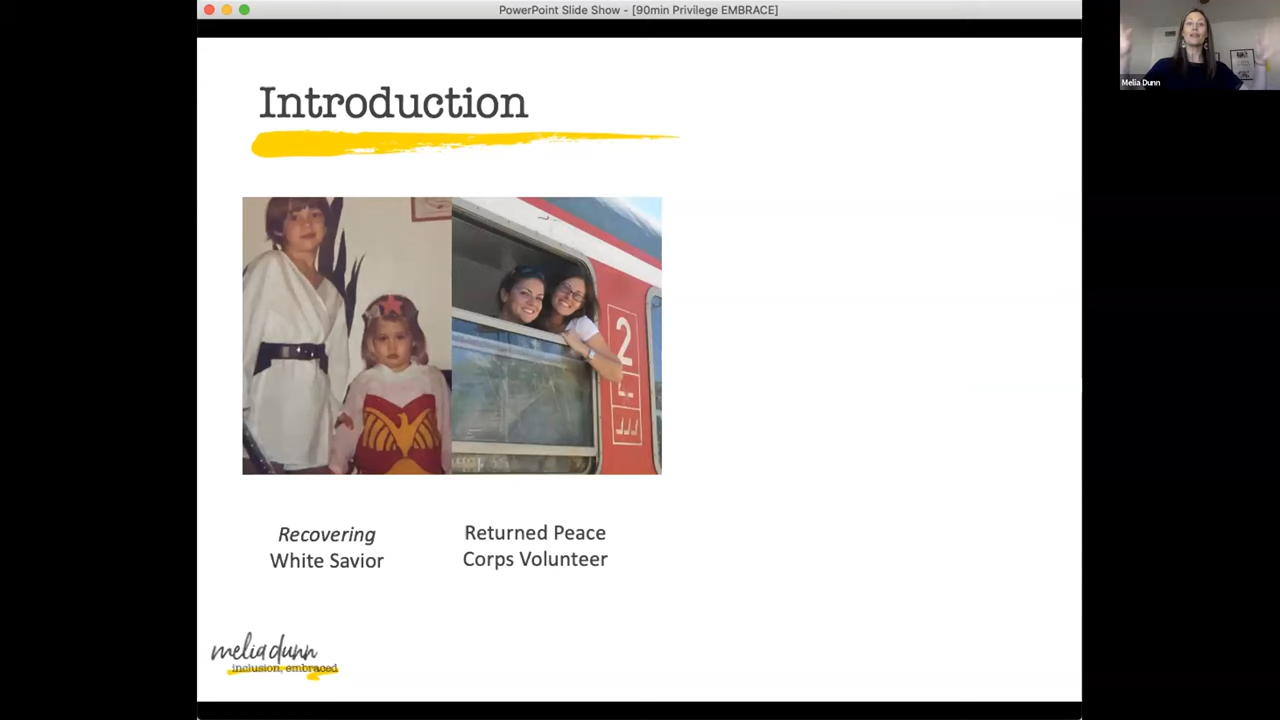 PowerPoint Slide Show - [90min Privilege EMBRACE]
Melia Dunn
Introduction
2
Recovering
White Savior
Returned Peace
Corps Volunteer
melia dunn
inclusion, embraced